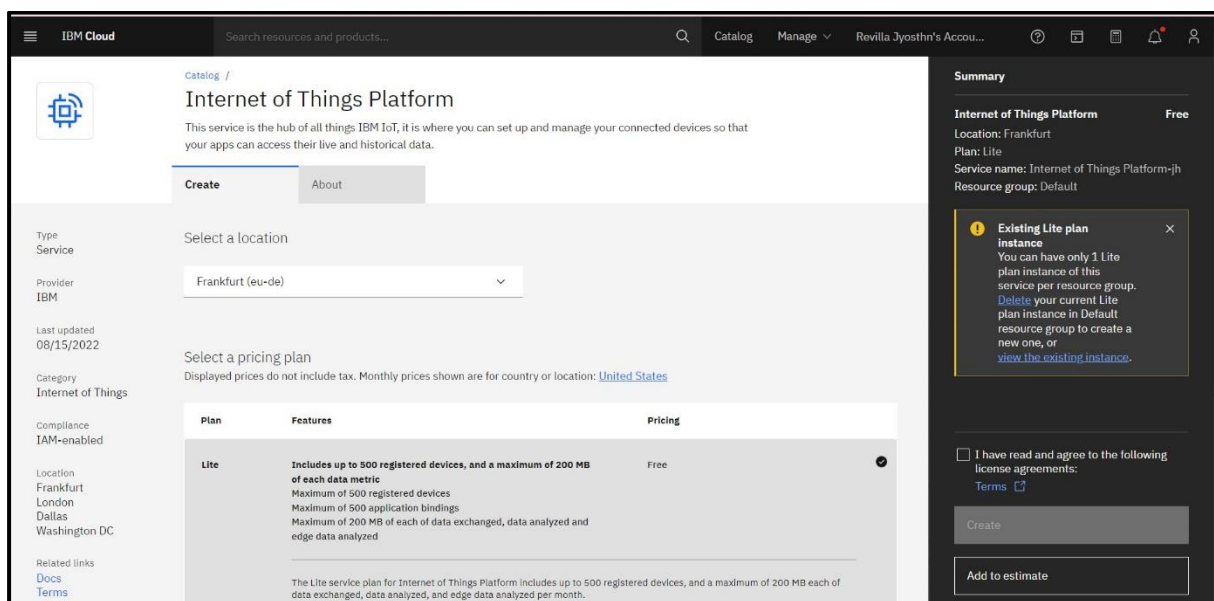 IBM Cloud
Search resources and products...
Catalog
Manage
Revilla Jyosthn's Accou...
Catalog /
Internet of Things Platform
This service is the hub of all things IBM IoT, it is where you can set up and manage your connected devices so that
your apps can access their live and historical data.
Create
About
Type
Service
Provider
IBM
Last updated
08/15/2022
Category
Internet of Things
Compliance
IAM-enabled
Location
Frankfurt
London
Dallas
Washington DC
Related links
Docs
Terms
Select a location
Frankfurt (eu-de)
Select a pricing plan
Displayed prices do not include tax. Monthly prices shown are for country or location: United States
Plan Features Pricing
Lite Includes up to 500 registered devices, and a maximum of 200 MB Free
of each data metric
Maximum of 500 registered devices
Maximum of 500 application bindings
Maximum of 200 MB of each of data exchanged, data analyzed and
edge data analyzed
The Lite service plan for Internet of Things Platform includes up to 500 registered devices, and a maximum of 200 MB each of
data exchanged, data analyzed, and edge data analyzed per month.
Summary
Internet of Things Platform Free
Location: Frankfurt
Plan: Lite
Service name: Internet of Things Platform-jh
Resource group: Default
Existing Lite plan
instance
You can have only 1 Lite
plan instance of this
service per resource group.
Delete your current Lite
plan instance in Default
resource group to create a
new one, or
view the existing instance.
I have read and agree to the following
license agreements:
Terms
Create
Add to estimate